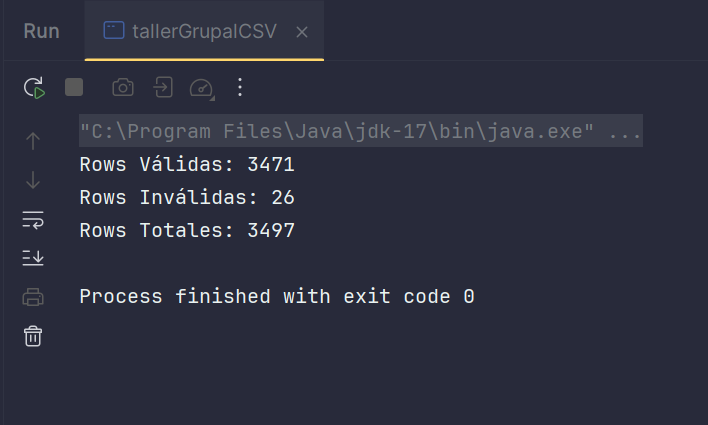 Run
tallerGrupalCSV
"C:\Program Files\Java\jdk-17\bin\java.exe" ...
Rows Válidas: 3471
Rows Inválidas: 26
Rows Totales: 3497
Process finished with exit code 0